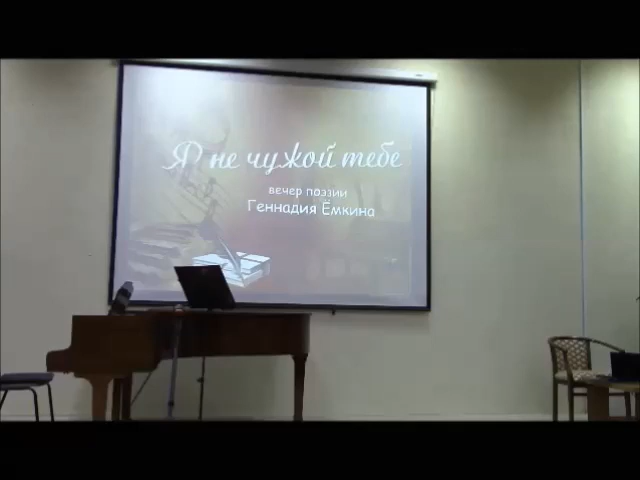 Я не чужой тебе
вечер поэзии
Геннадия Ёмкина